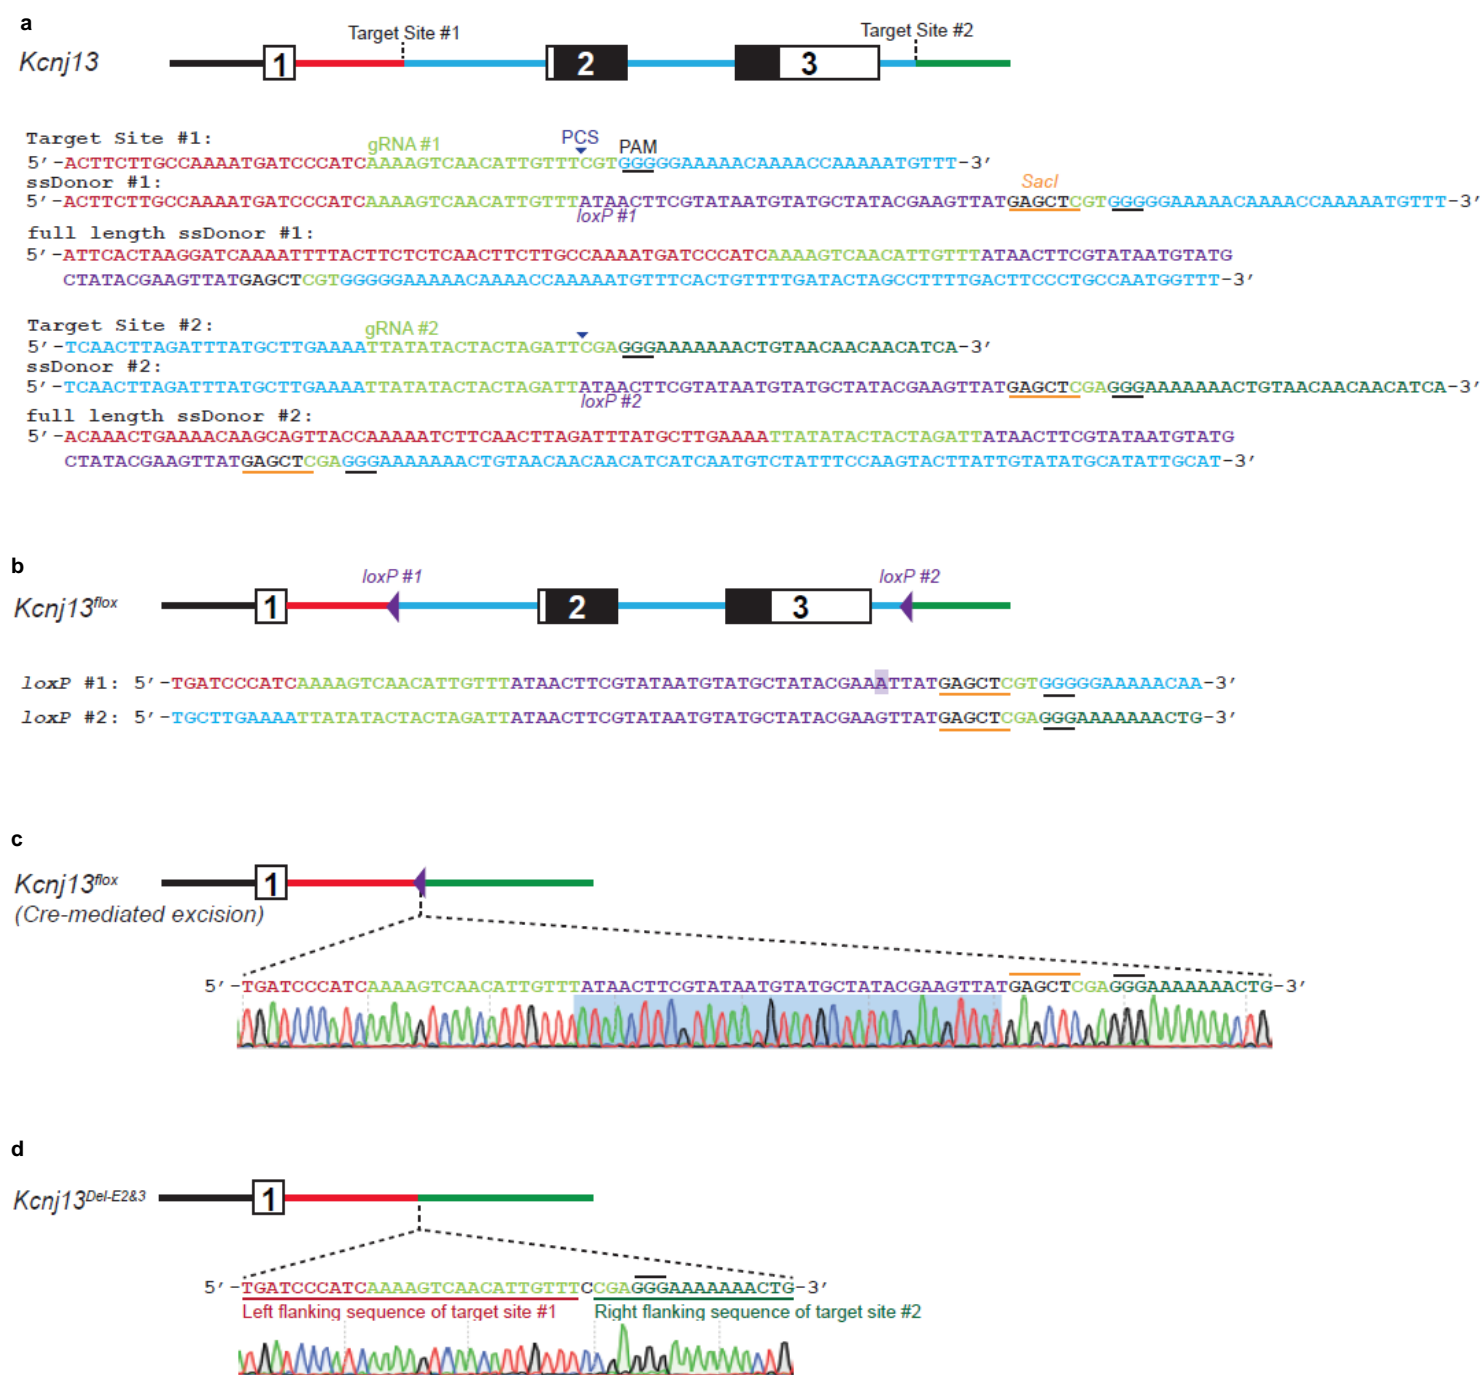 a
Target Site #1
Target Site #2
Kcnj13
1
2
3
Target Site #1:
gRNA #1
PCS
PAM
5′-ACTTCTTGCCAAAATGATCCCATCAAAAGTCAACATTGTTTCGTGGGGGAAAAACAAAACCAAAAATGTTT-3′
ssDonor #1:
SacI
5′-ACTTCTTGCCAAAATGATCCCATCAAAAGTCAACATTGTTTATAACTTCGTATAATGTATGCTATACGAAGTTATGAGCTCGTGGGGGAAAAACAAAACCAAAAATGTTT-3′
loxP #1
full length ssDonor #1:
5′-ATTCACTAAGGATCAAAATTTTACTTCTCTCAACTTCTTGCCAAAATGATCCCATCAAAAGTCAACATTGTTTATAACTTCGTATAATGTATG
CTATACGAAGTTATGAGCTCGTGGGGGAAAAACAAAACCAAAAATGTTTCACTGTTTTGATACTAGCCTTTTGACTTCCCTGCCAATGGTTT-3′
Target Site #2:
gRNA #2
5′-TCAACTTAGATTTATGCTTGAAAATTATATACTACTAGATTCGAGGGAAAAAAACTGTAACAACAACATCA-3′
ssDonor #2:
5′-TCAACTTAGATTTATGCTTGAAAATTATATACTACTAGATTATAACTTCGTATAATGTATGCTATACGAAGTTATGAGCTCGAGGGAAAAAAACTGTAACAACAACATCA-3′
loxP #2
full length ssDonor #2:
5′-ACAAACTGAAAACAAGCAGTTACCAAAAATCTTCAACTTAGATTTATGCTTGAAAATTATATACTACTAGATTATAACTTCGTATAATGTATG
CTATACGAAGTTATGAGCTCGAGGGAAAAAAACTGTAACAACAACATCATCAATGTCTATTTCCAAGTACTTATTGTATATGCATATTGCAT-3′
b
loxP #1
loxP #2
Kcnj13flox
1
2
3
loxP #1: 5′-TGATCCCATCAAAAGTCAACATTGTTTATAACTTCGTATAATGTATGCTATACGAAATTATGAGCTCGTGGGGGAAAAACAA-3′
loxP #2: 5′-TGCTTGAAAATTATATACTACTAGATTATAACTTCGTATAATGTATGCTATACGAAGTTATGAGCTCGAGGGAAAAAAACTG-3′
c
Kcnj13flox
1
(Cre-mediated excision)
5′-TGATCCCATCAAAAGTCAACATTGTTTATAACTTCGTATAATGTATGCTATACGAAGTTATGAGCTCGAGGGAAAAAAACTG-3′
d
Kcnj13Del-E2&3
1
5′-TGATCCCATCAAAAGTCAACATTGTTTCCGAGGGAAAAAAACTG-3′
Left flanking sequence of target site #1
Right flanking sequence of target site #2